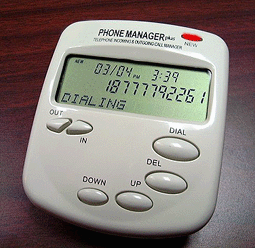 PHONE MANAGER plus
TELEPHONE INCOMING & OUTGOING CALL MANAGER
NEW
NEW
03/04 PM 3:39
18777792261
DIALING
OUT
IN
DIAL
DEL
DOWN
UP